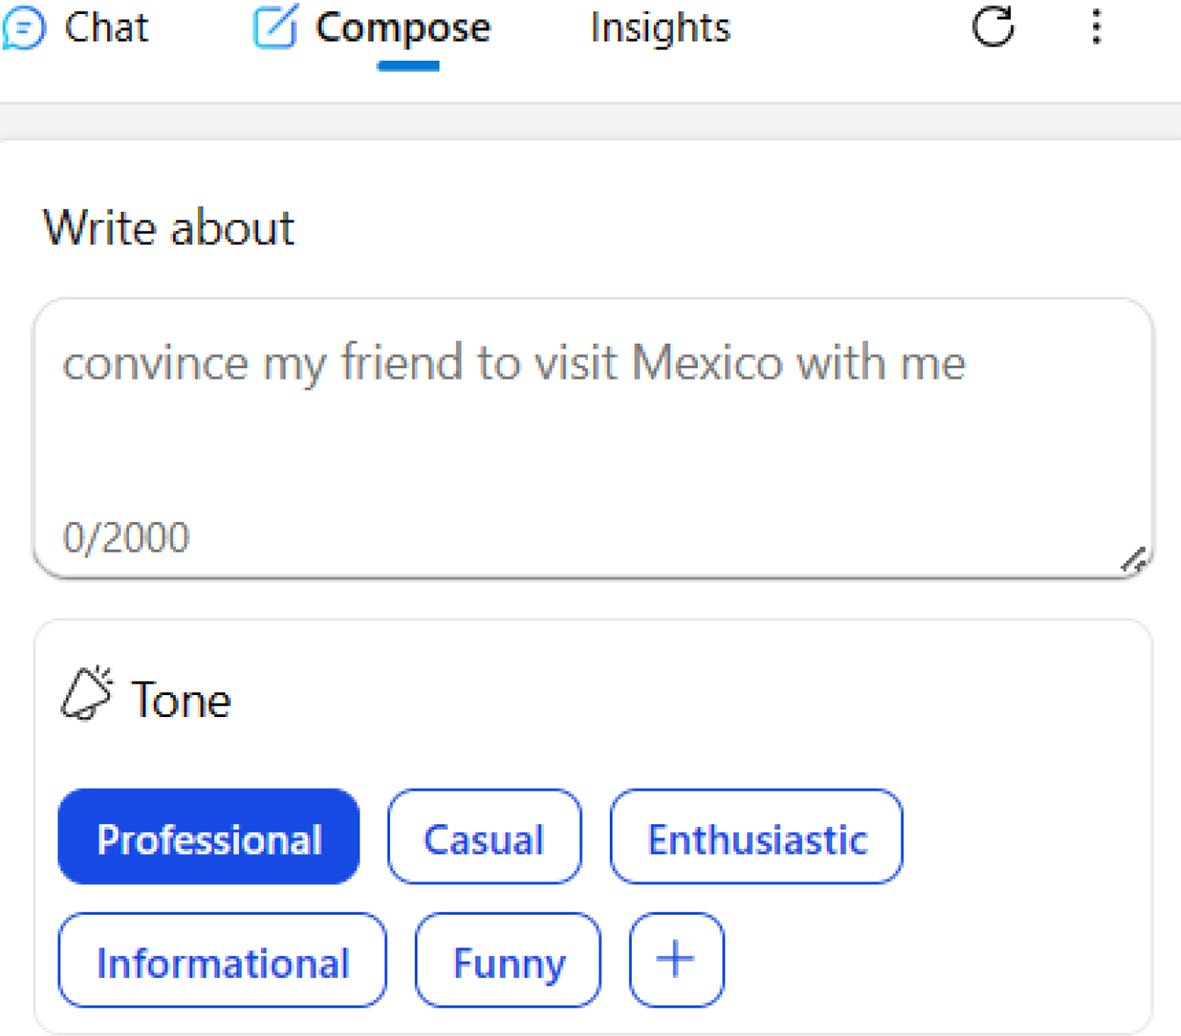 Chat Compose Insights
Write about
convince my friend to visit Mexico with me
0/2000
Tone
Professional Casual Enthusiastic
Informational Funny +